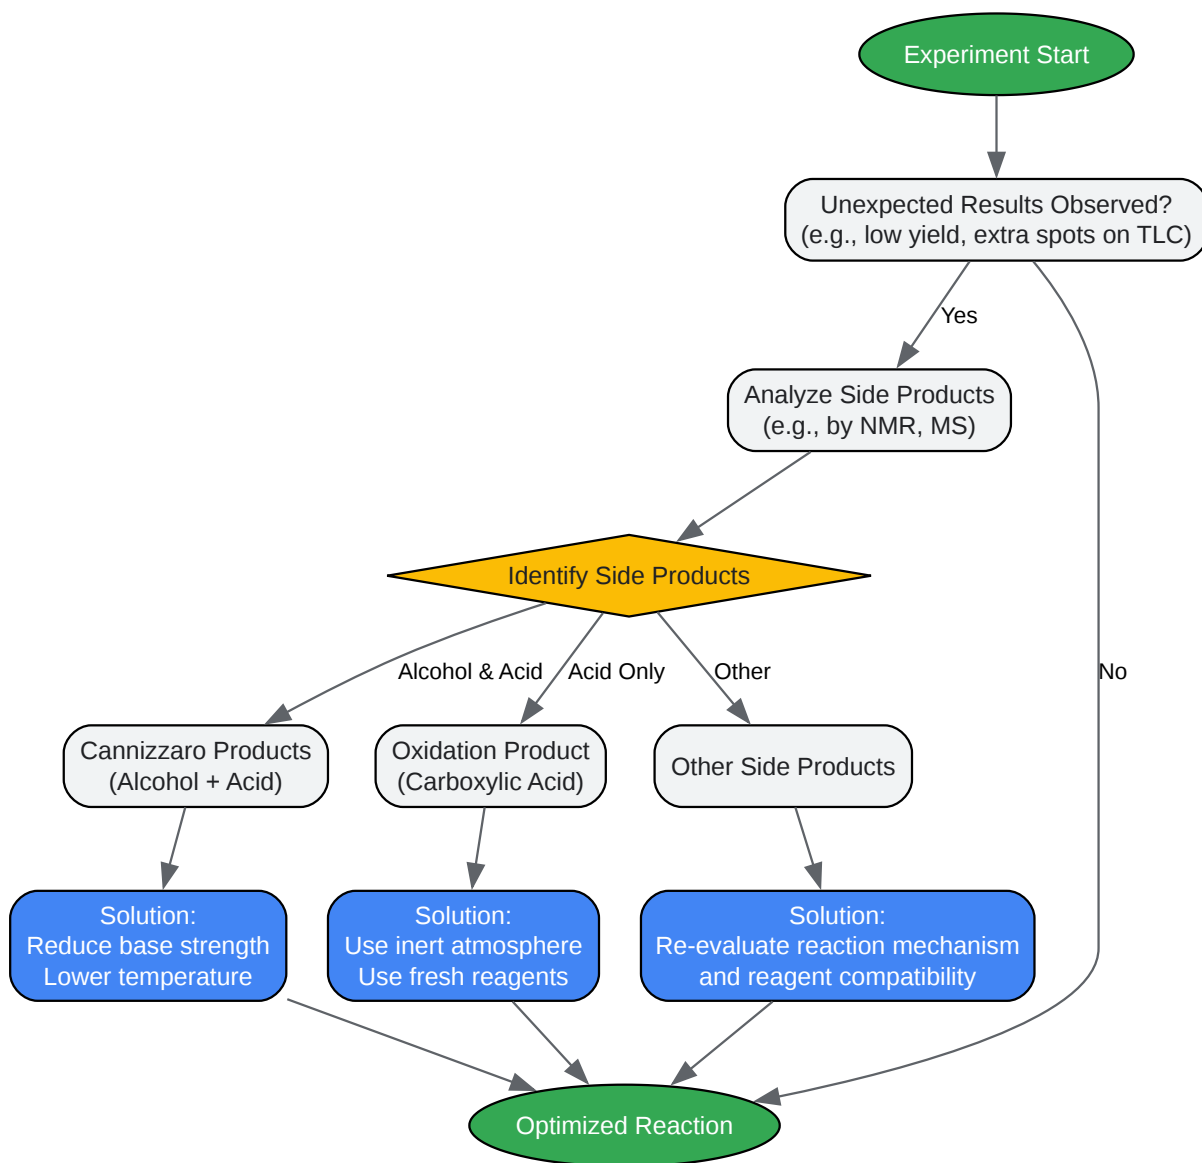 Experiment Start
Unexpected Results Observed?
(e.g., low yield, extra spots on TLC)
Yes
Analyze Side Products
(e.g., by NMR, MS)
Identify Side Products
Alcohol & Acid
Acid Only
Other
No
Cannizzaro Products
(Alcohol + Acid)
Oxidation Product
(Carboxylic Acid)
Other Side Products
Solution:
Reduce base strength
Lower temperature
Solution:
Use inert atmosphere
Use fresh reagents
Solution:
Re-evaluate reaction mechanism
and reagent compatibility
Optimized Reaction